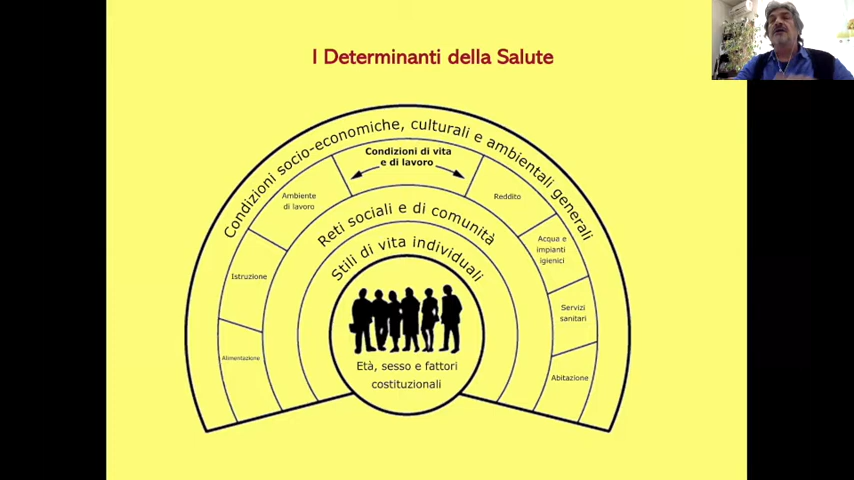 I Determinanti della Salute
Condizioni socio-economiche, culturali e ambientali generali
Condizioni di vita
e di lavoro
Ambiente
di lavoro
Reddito
Reti sociali e di comunità
Acqua e
impianti
igienici
Stili di vita individuali
Istruzione
Servizi
sanitari
Alimentazione
Età, sesso e fattori
costituzionali
Abitazione